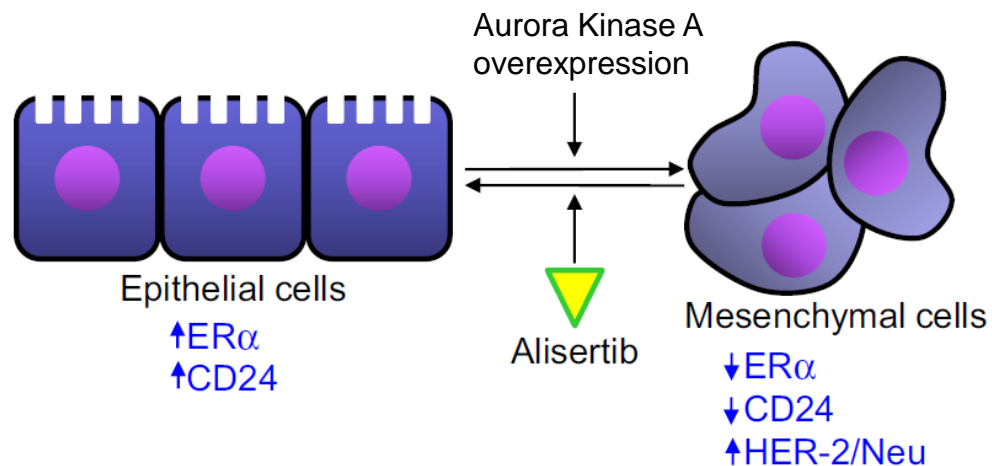 Aurora Kinase A
overexpression
Epithelial cells
↑ERα
↑CD24
Alisertib
Mesenchymal cells
↓ERα
↓CD24
↑HER-2/Neu